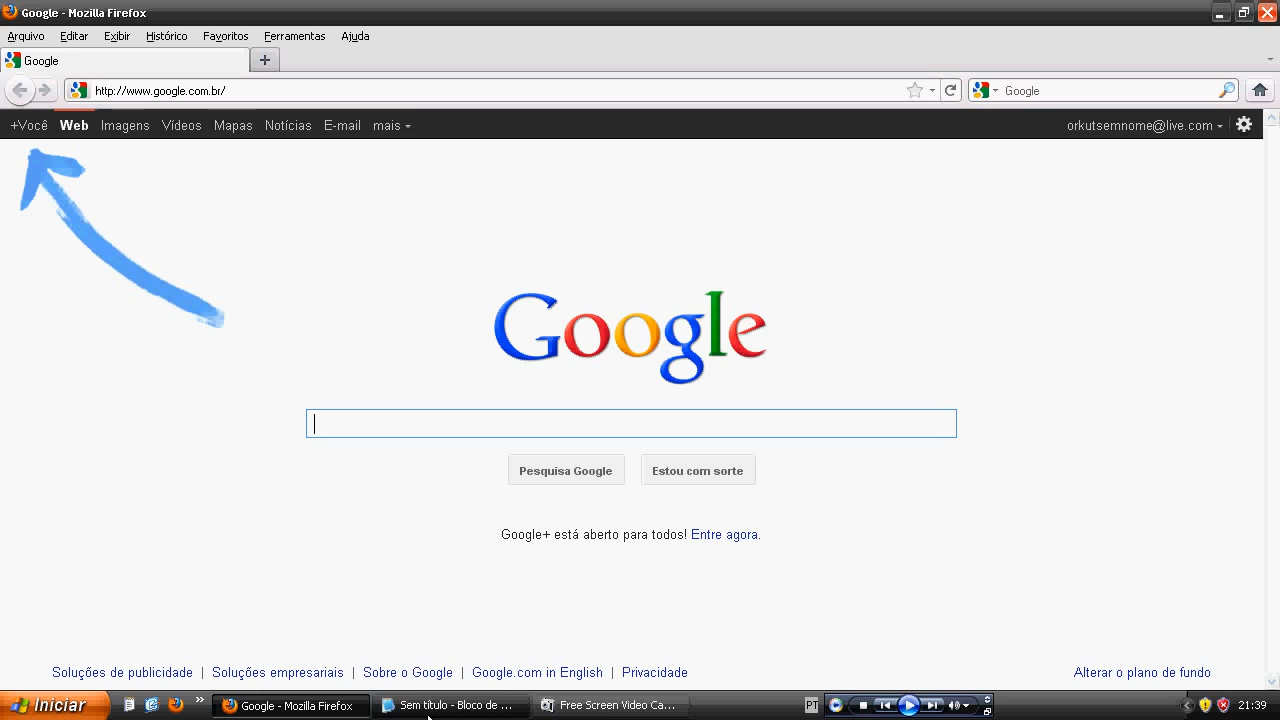 Google - Mozilla Firefox
Arquivo Editar Exibir Histórico Favoritos Ferramentas Ajuda
Google
http://www.google.com.br/ Google
+Você Web Imagens Vídeos Mapas Notícias E-mail mais orkutsemnome@live.com
Google
Pesquisa Google Estou com sorte
Google+ está aberto para todos! Entre agora.
Soluções de publicidade | Soluções empresariais | Sobre o Google | Google.com in English | Privacidade Alterar o plano de fundo
Iniciar Google - Mozilla Firefox Sem título - Bloco de ... Free Screen Video Ca... PT 21:39